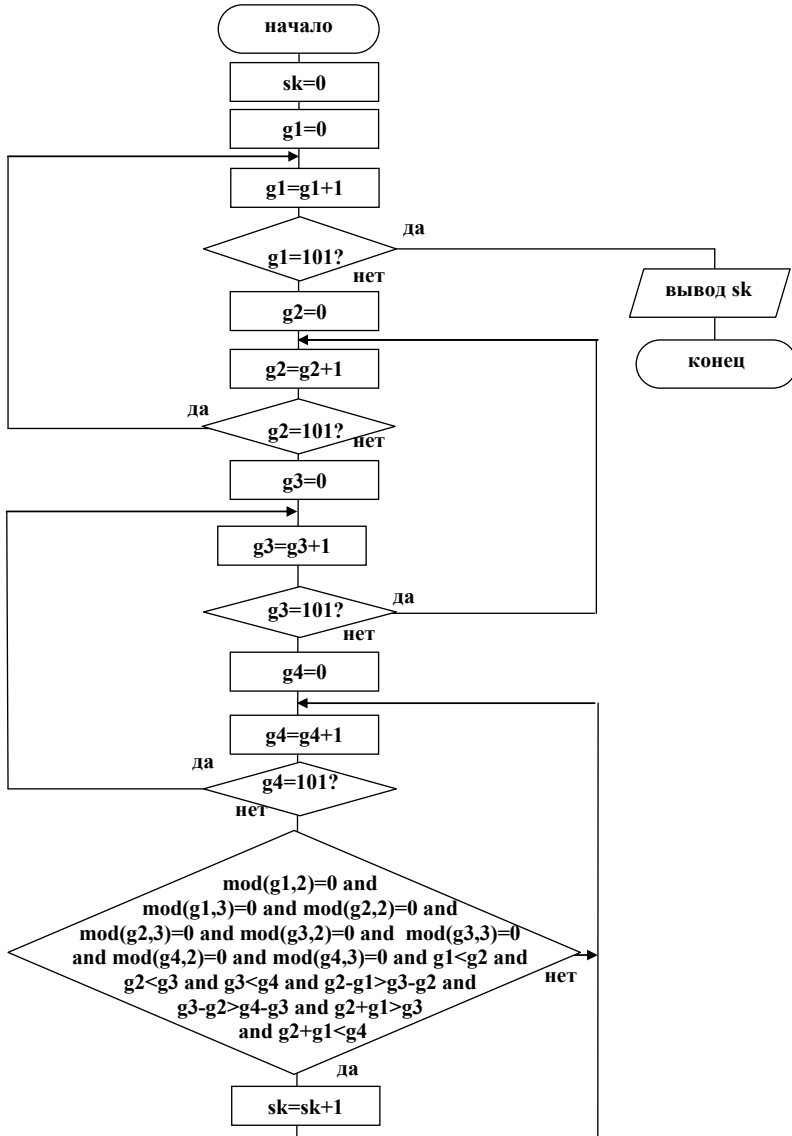 начало
sk=0
g1=0
g1=g1+1
да
g1=101?
нет
вывод sk
g2=0
g2=g2+1
конец
да
g2=101?
нет
g3=0
g3=g3+1
g3=101?
да
нет
g4=0
g4=g4+1
да
g4=101?
нет
mod(g1,2)=0 and
mod(g1,3)=0 and mod(g2,2)=0 and
mod(g2,3)=0 and mod(g3,2)=0 and mod(g3,3)=0
and mod(g4,2)=0 and mod(g4,3)=0 and g1<g2 and
g2<g3 and g3<g4 and g2-g1>g3-g2 and
нет
g3-g2>g4-g3 and g2+g1>g3
and g2+g1<g4
да
sk=sk+1